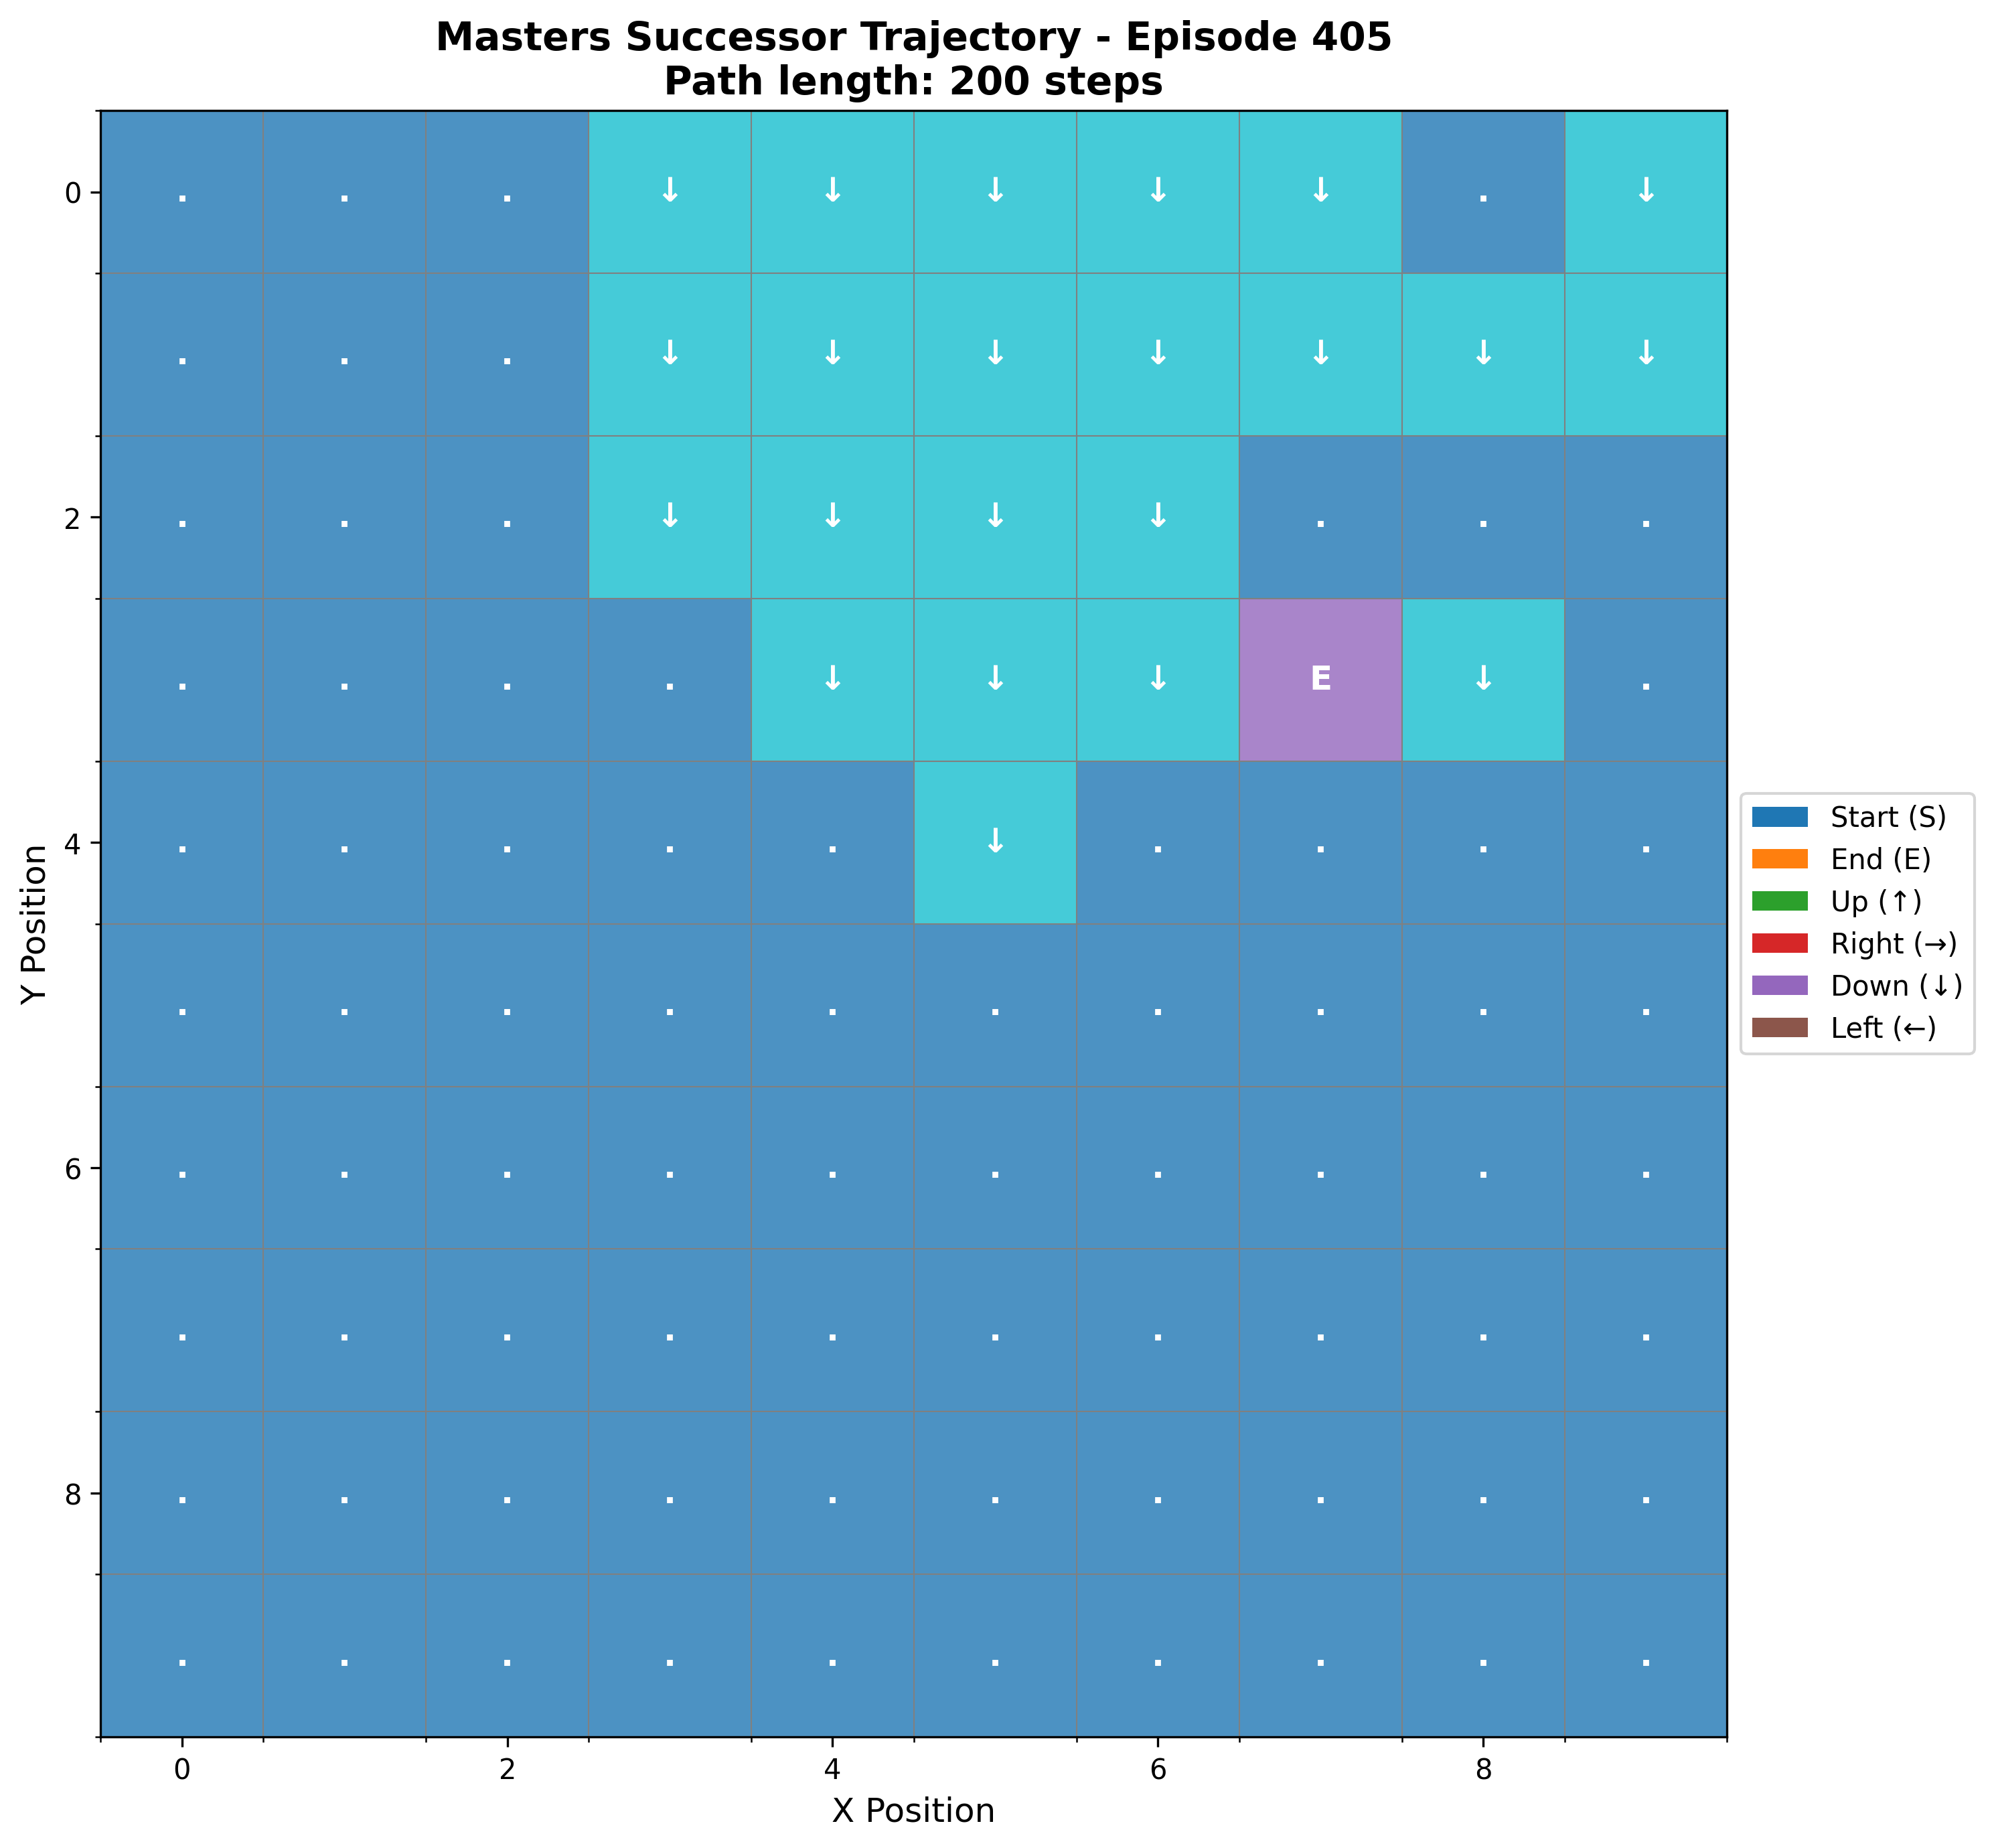 Masters Successor Trajectory - Episode 405
Path length: 200 steps
0
. . . ↓ ↓ ↓ ↓ ↓ . ↓
. . . ↓ ↓ ↓ ↓ ↓ ↓ ↓
2
. . . ↓ ↓ ↓ ↓ . . .
. . . . ↓ ↓ ↓ E ↓ .
4
. . . . . ↓ . . . .
. . . . . . . . . .
6
. . . . . . . . . .
. . . . . . . . . .
8
. . . . . . . . . .
. . . . . . . . . .
0 2 4 6 8
X Position
Y Position
Start (S)
End (E)
Up (↑)
Right (→)
Down (↓)
Left (←)